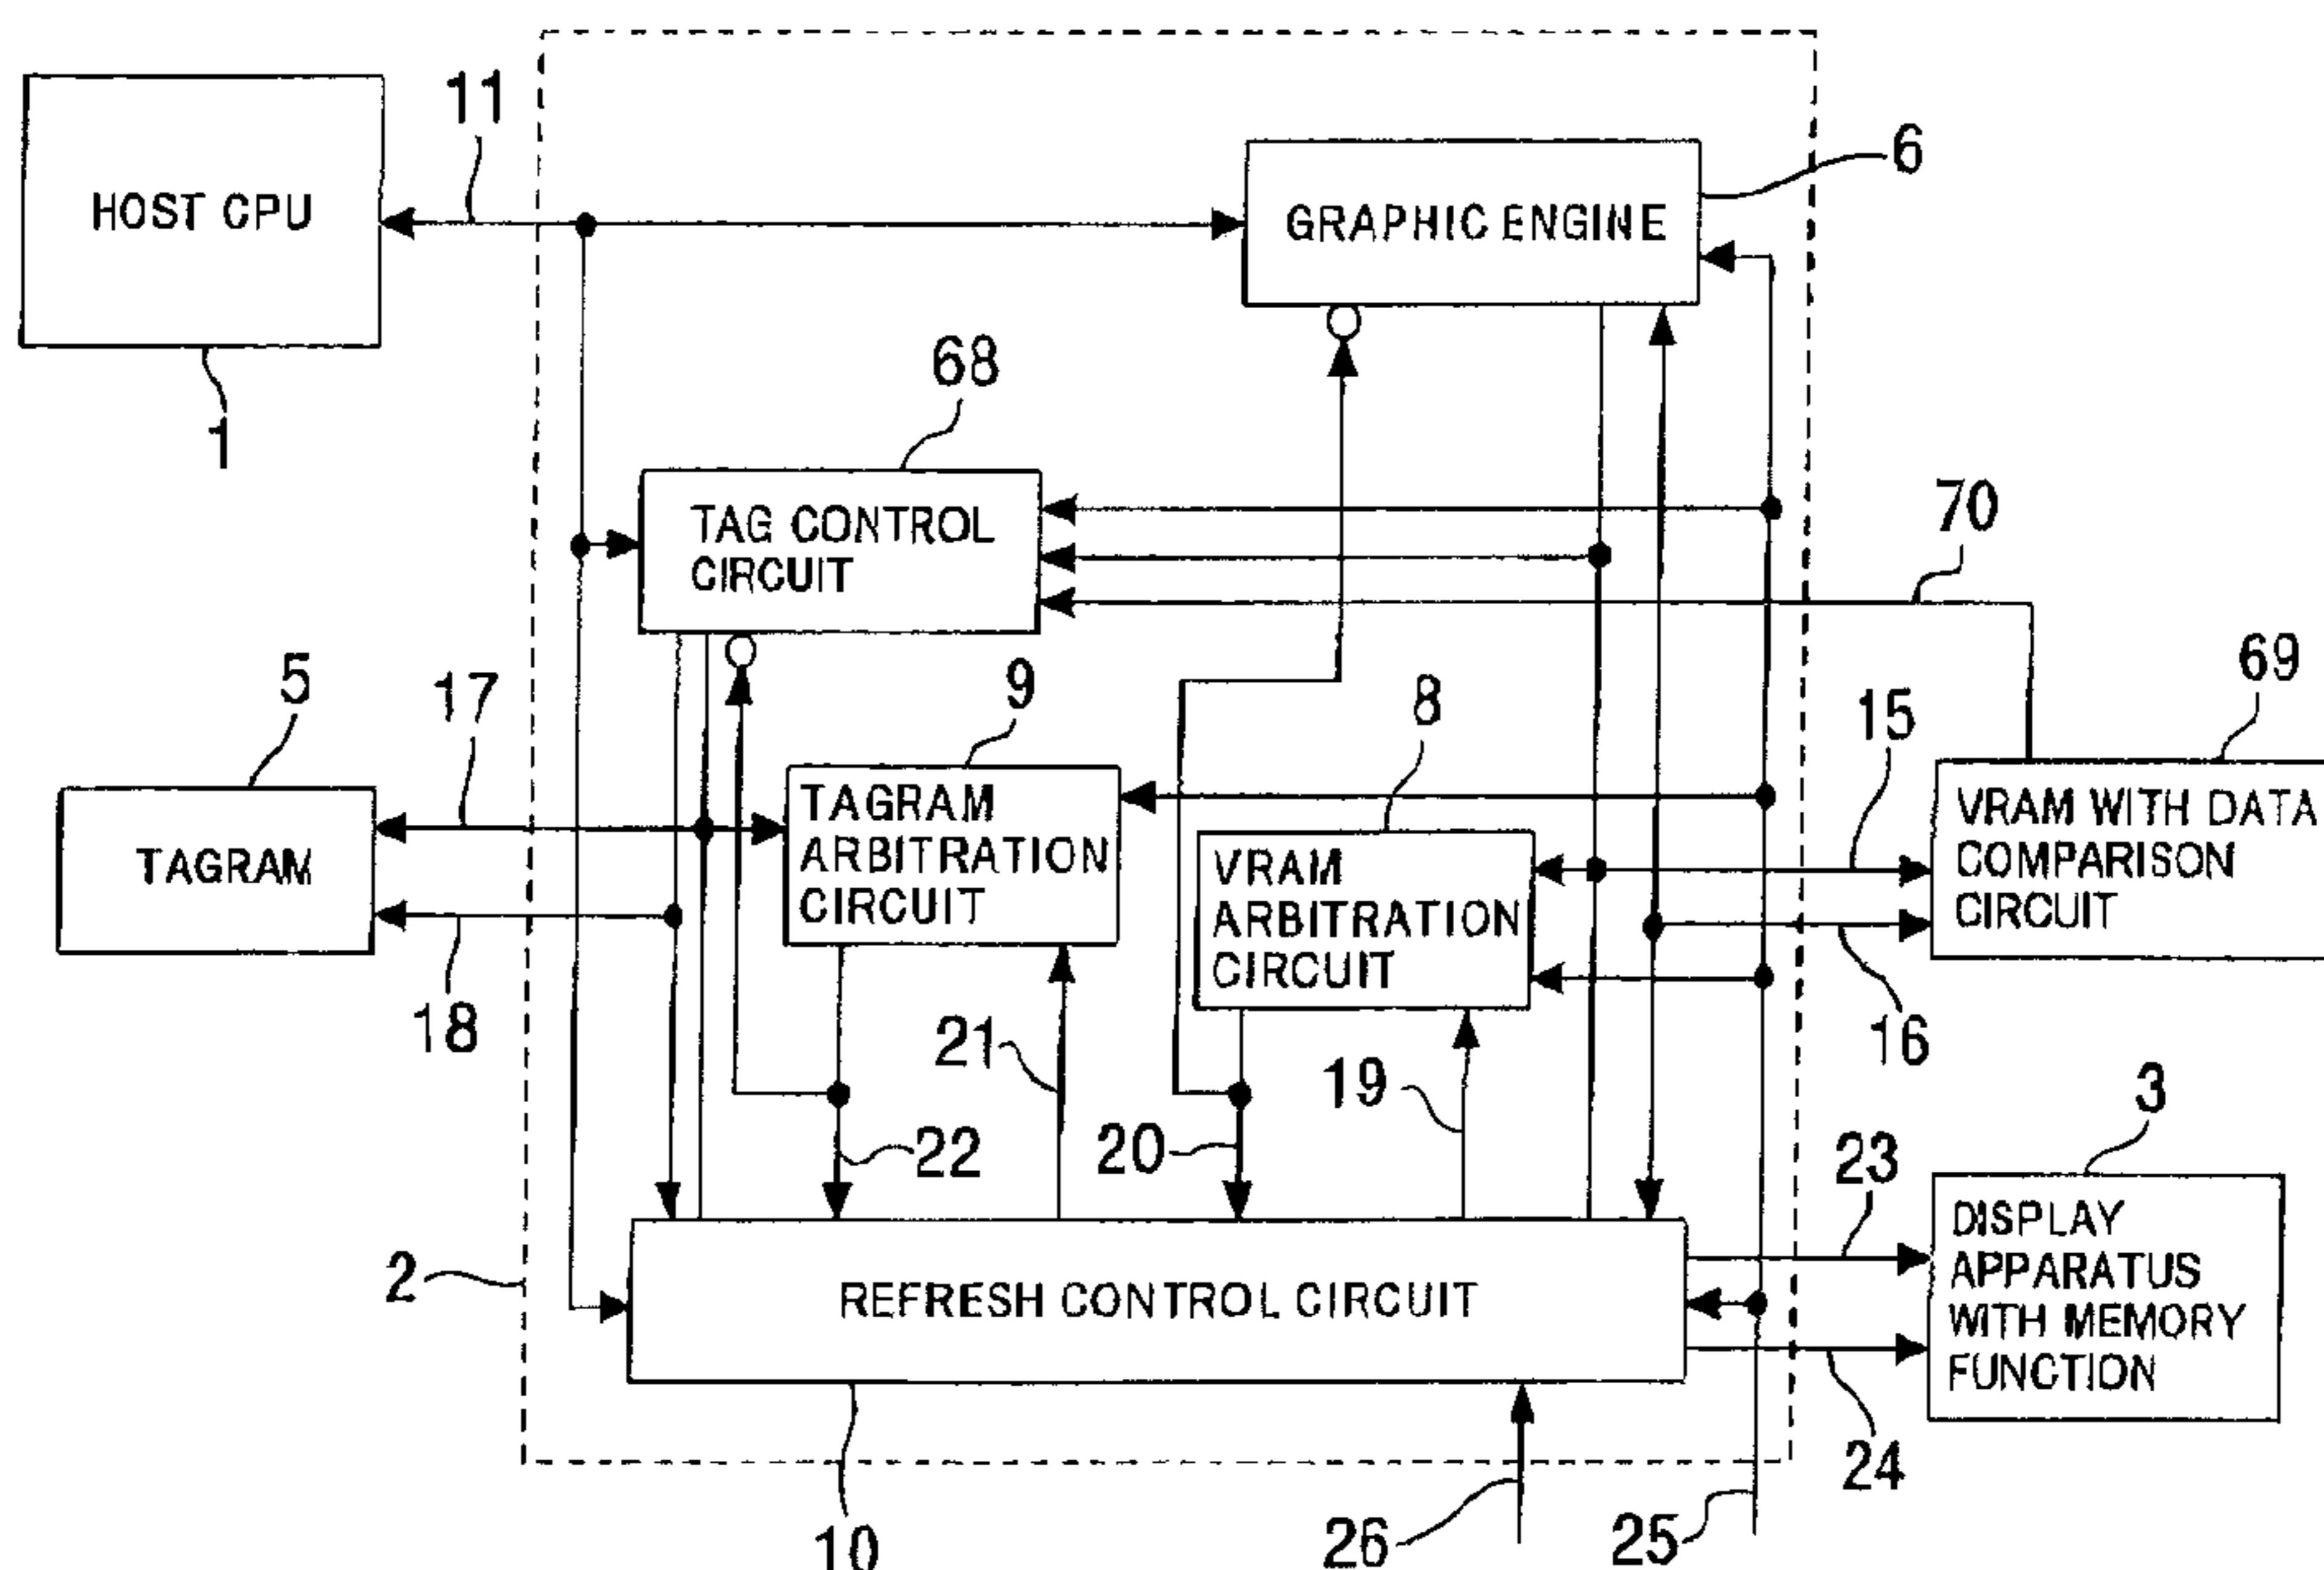 11
HOST CPU
1
GRAPHIC ENGINE
6
68
TAG CONTROL
CIRCUIT
70
5
17
TAGRAM
18
9
TAGRAM
ARBITRATION
CIRCUIT
8
VRAM
ARBITRATION
CIRCUIT
15
69
VRAM WITH DATA
COMPARISON
CIRCUIT
16
21
22
20
19
2
REFRESH CONTROL CIRCUIT
10
23
3
DISPLAY
APPARATUS
WITH MEMORY
FUNCTION
24
26
25